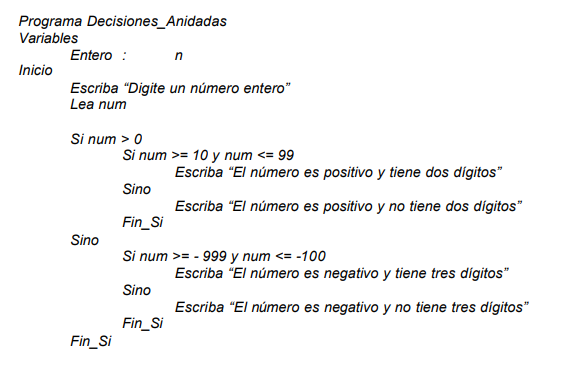 Programa Decisiones_Anidadas
Variables
Entero : n
Inicio
Escriba “Digite un número entero”
Lea num
Si num > 0
Si num >= 10 y num <= 99
Escriba “El número es positivo y tiene dos dígitos”
Sino
Escriba “El número es positivo y no tiene dos dígitos”
Fin_Si
Sino
Si num >= - 999 y num <= -100
Escriba “El número es negativo y tiene tres dígitos”
Sino
Escriba “El número es negativo y no tiene tres dígitos”
Fin_Si
Fin_Si